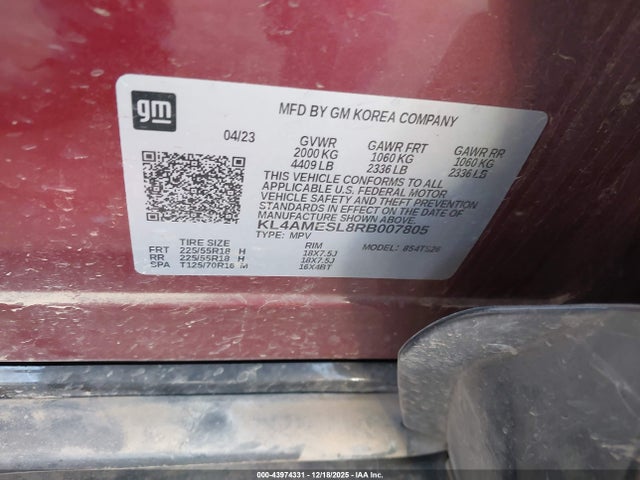 gm
MFD BY GM KOREA COMPANY
04/23 GVWR GAWR FRT GAWR RR
2000 KG 1060 KG 1060 KG
4409 LB 2336 LB 2336 LB
THIS VEHICLE CONFORMS TO ALL
APPLICABLE U.S. FEDERAL MOTOR
VEHICLE SAFETY AND THEFT PREVENTION
STANDARDS IN EFFECT ON THE DATE OF
MANUFACTURE SHOWN ABOVE.
KL4AMESL8RB007805
TYPE: MPV MODEL: 854TS26
TIRE SIZE RIM
FRT 225/55R18 H 18X7.5J
RR 225/55R18 H 18X7.5J
SPA T125/70R16 M 16X4BT
000-43974331 - 12/18/2025 - IAA Inc.